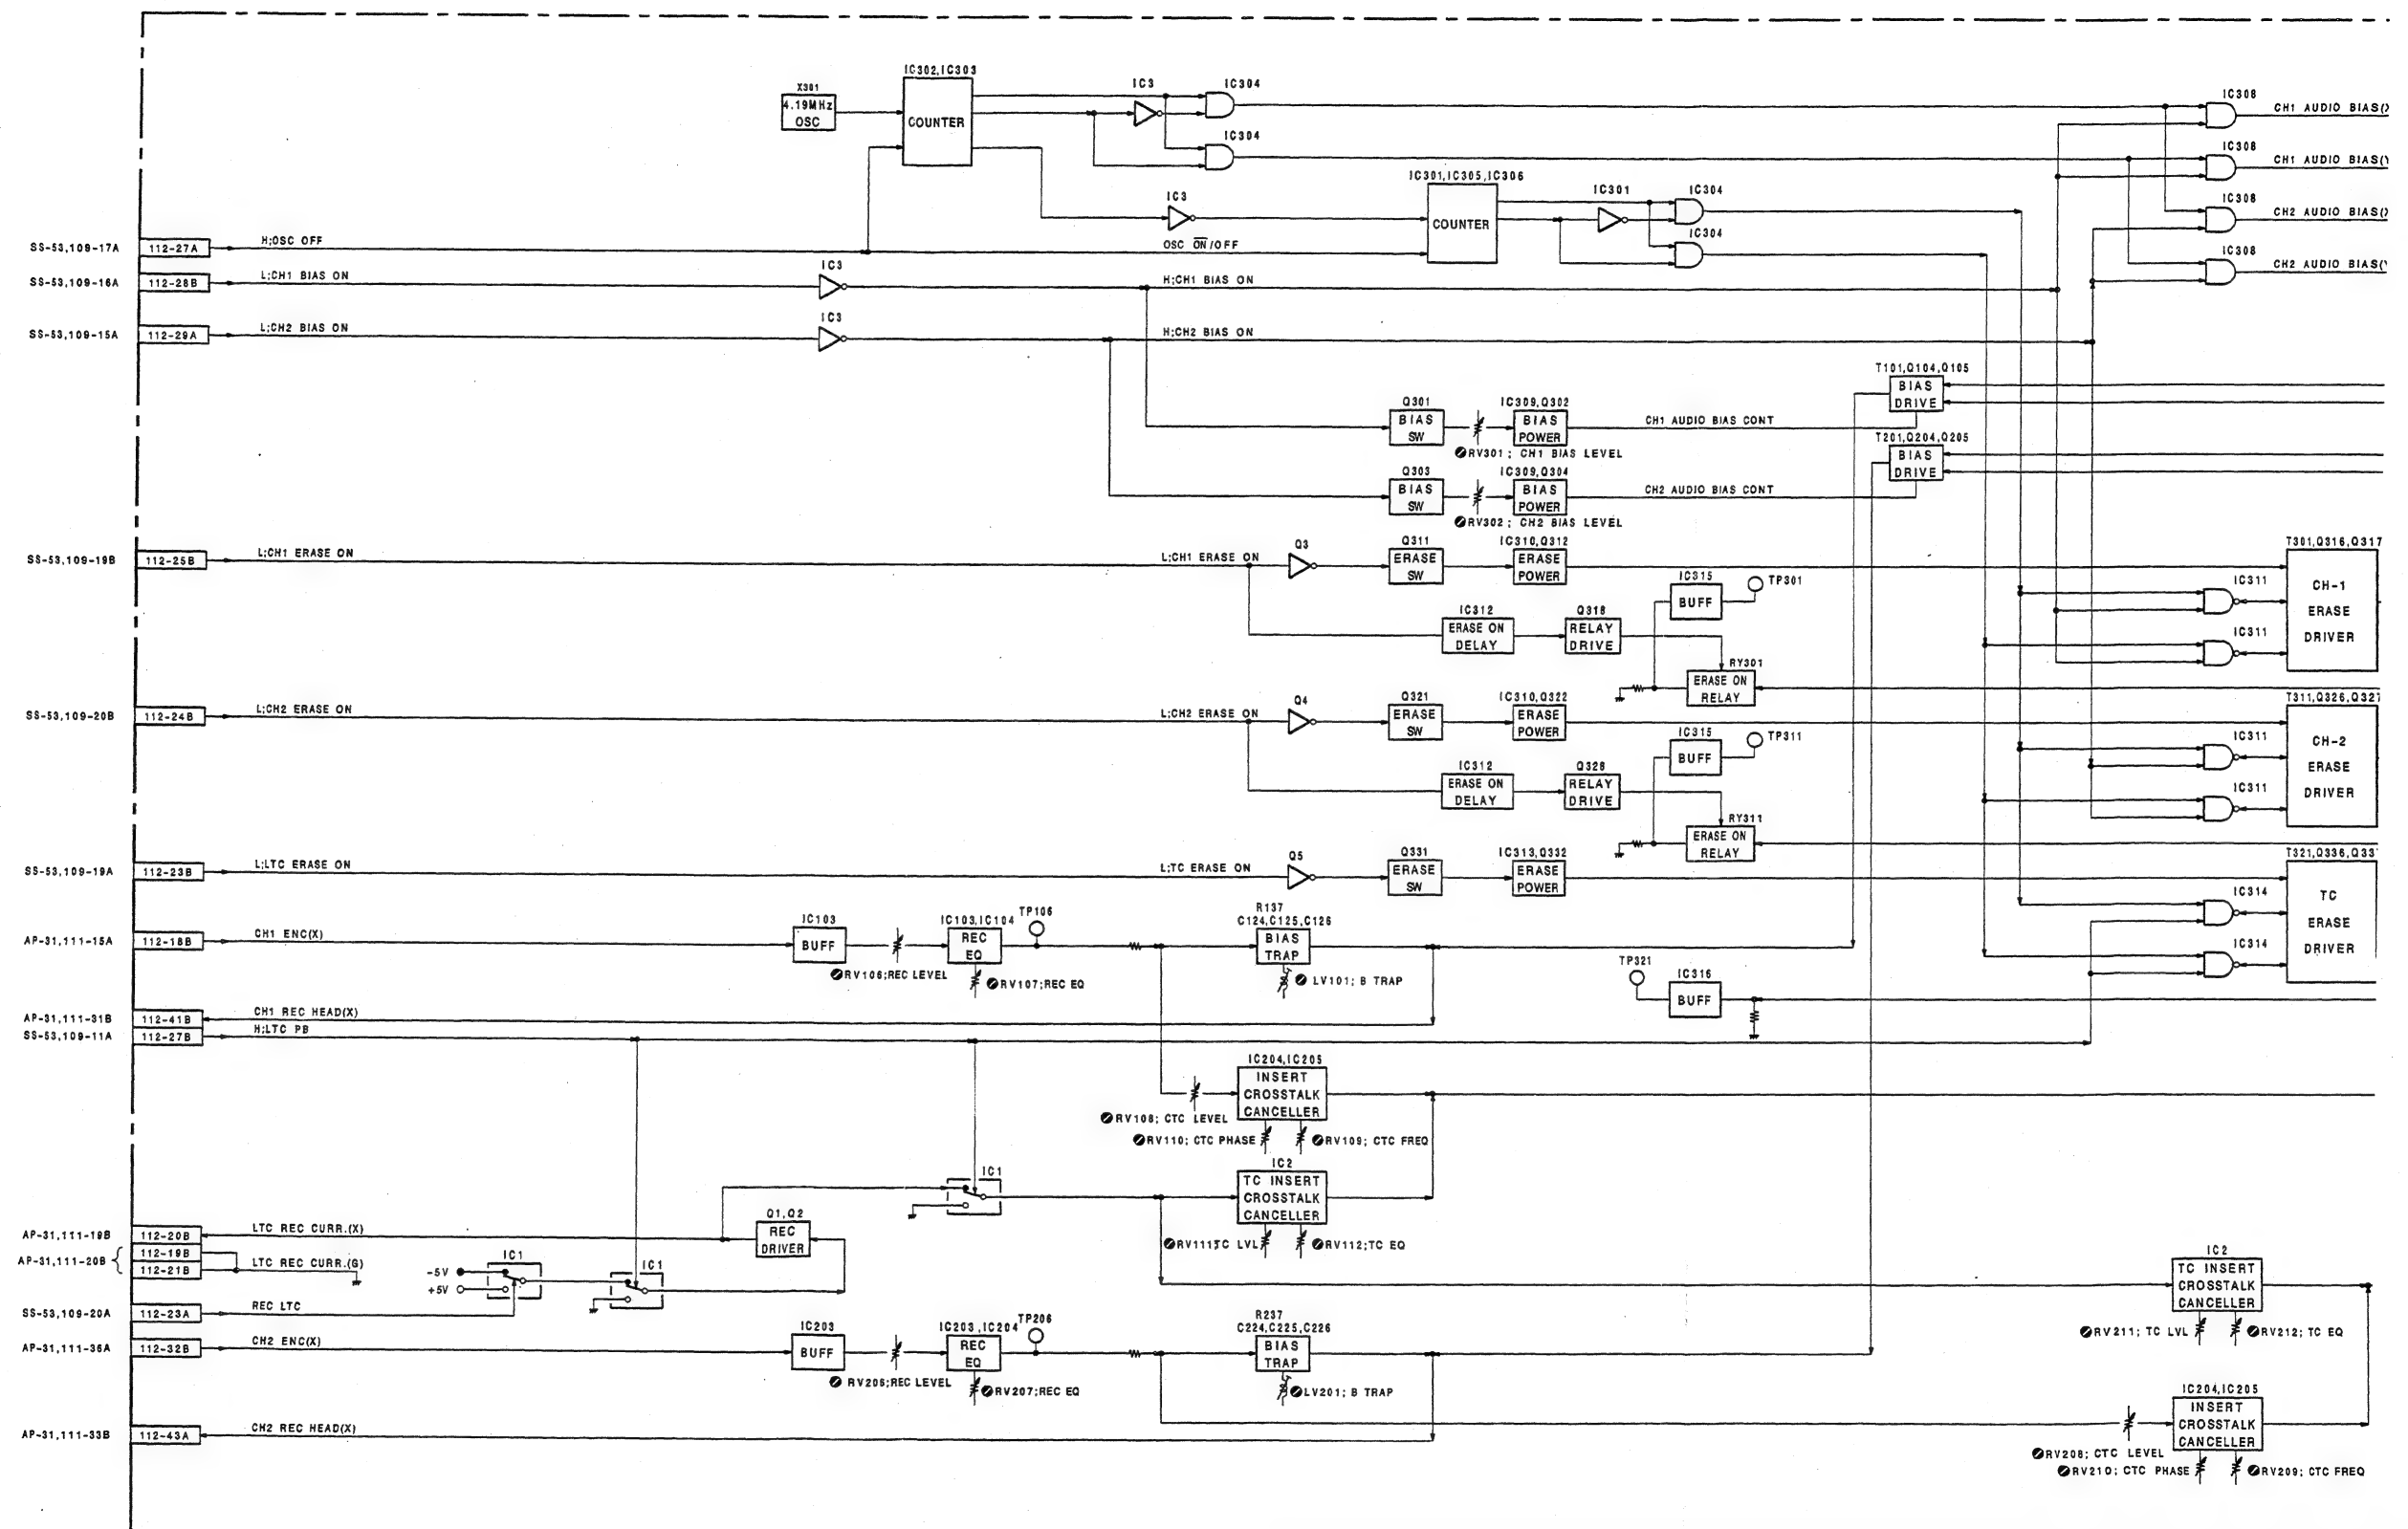 IC302,IC303
X301
4.19MHz
OSC
COUNTER
IC3
IC304
IC304
IC308
CH1 AUDIO BIAS(
IC308
CH1 AUDIO BIAS(
IC308
CH2 AUDIO BIAS(
IC308
CH2 AUDIO BIAS(
IC3
IC301,IC305,IC306
COUNTER
IC301
IC304
IC304
SS-53,109-17A
112-27A
H;OSC OFF
OSC ON/OFF
SS-53,109-16A
112-28B
L;CH1 BIAS ON
IC3
H;CH1 BIAS ON
SS-53,109-15A
112-29A
L;CH2 BIAS ON
IC3
H;CH2 BIAS ON
T101,Q104,Q105
BIAS
DRIVE
Q301
BIAS
SW
IC309,Q302
BIAS
POWER
CH1 AUDIO BIAS CONT
RV301; CH1 BIAS LEVEL
T201,Q204,Q205
BIAS
DRIVE
Q303
BIAS
SW
IC309,Q304
BIAS
POWER
CH2 AUDIO BIAS CONT
RV302; CH2 BIAS LEVEL
SS-53,109-19B
112-25B
L;CH1 ERASE ON
L;CH1 ERASE ON
Q3
Q311
ERASE
SW
IC310,Q312
ERASE
POWER
T301,Q316,Q317
CH-1
ERASE
DRIVER
IC315
BUFF
TP301
IC311
IC311
IC312
ERASE ON
DELAY
Q318
RELAY
DRIVE
RY301
ERASE ON
RELAY
SS-53,109-20B
112-24B
L;CH2 ERASE ON
L;CH2 ERASE ON
Q4
Q321
ERASE
SW
IC310,Q322
ERASE
POWER
T311,Q326,Q327
CH-2
ERASE
DRIVER
IC315
BUFF
TP311
IC311
IC311
IC312
ERASE ON
DELAY
Q328
RELAY
DRIVE
RY311
ERASE ON
RELAY
SS-53,109-19A
112-23B
L;LTC ERASE ON
L;TC ERASE ON
Q5
Q331
ERASE
SW
IC313,Q332
ERASE
POWER
T321,Q336,Q33
TC
ERASE
DRIVER
IC314
IC314
AP-31,111-15A
112-18B
CH1 ENC(X)
IC103
BUFF
RV106;REC LEVEL
IC103,IC104
REC
EQ
TP106
RV107;REC EQ
R137
C124,C125,C126
BIAS
TRAP
LV101; B TRAP
TP321
IC316
BUFF
AP-31,111-31B
112-41B
CH1 REC HEAD(X)
SS-53,109-11A
112-27B
H;LTC PB
IC204,IC205
INSERT
CROSSTALK
CANCELLER
RV108; CTC LEVEL
RV110; CTC PHASE
RV109; CTC FREQ
IC1
IC2
TC INSERT
CROSSTALK
CANCELLER
RV111;TC LVL
RV112;TC EQ
AP-31,111-19B
112-20B
LTC REC CURR.(X)
Q1,Q2
REC
DRIVER
AP-31,111-20B
112-19B
112-21B
LTC REC CURR.(G)
-5V
+5V
IC1
IC1
SS-53,109-20A
112-23A
REC LTC
IC2
TC INSERT
CROSSTALK
CANCELLER
RV211; TC LVL
RV212; TC EQ
AP-31,111-36A
112-32B
CH2 ENC(X)
IC203
BUFF
RV206;REC LEVEL
IC203,IC204
REC
EQ
TP206
RV207;REC EQ
R237
C224,C225,C226
BIAS
TRAP
LV201; B TRAP
IC204,IC205
INSERT
CROSSTALK
CANCELLER
RV208; CTC LEVEL
RV210; CTC PHASE
RV209; CTC FREQ
AP-31,111-33B
112-43A
CH2 REC HEAD(X)